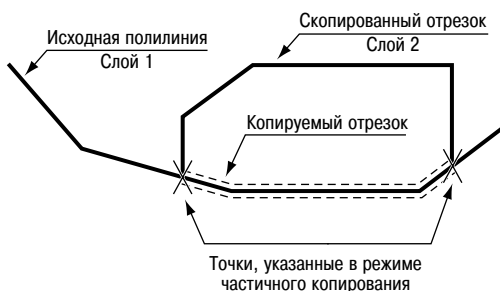 Исходная полилиния
Слой 1
Скопированный отрезок
Слой 2
Копируемый отрезок
Точки, указанные в режиме
частичного копирования